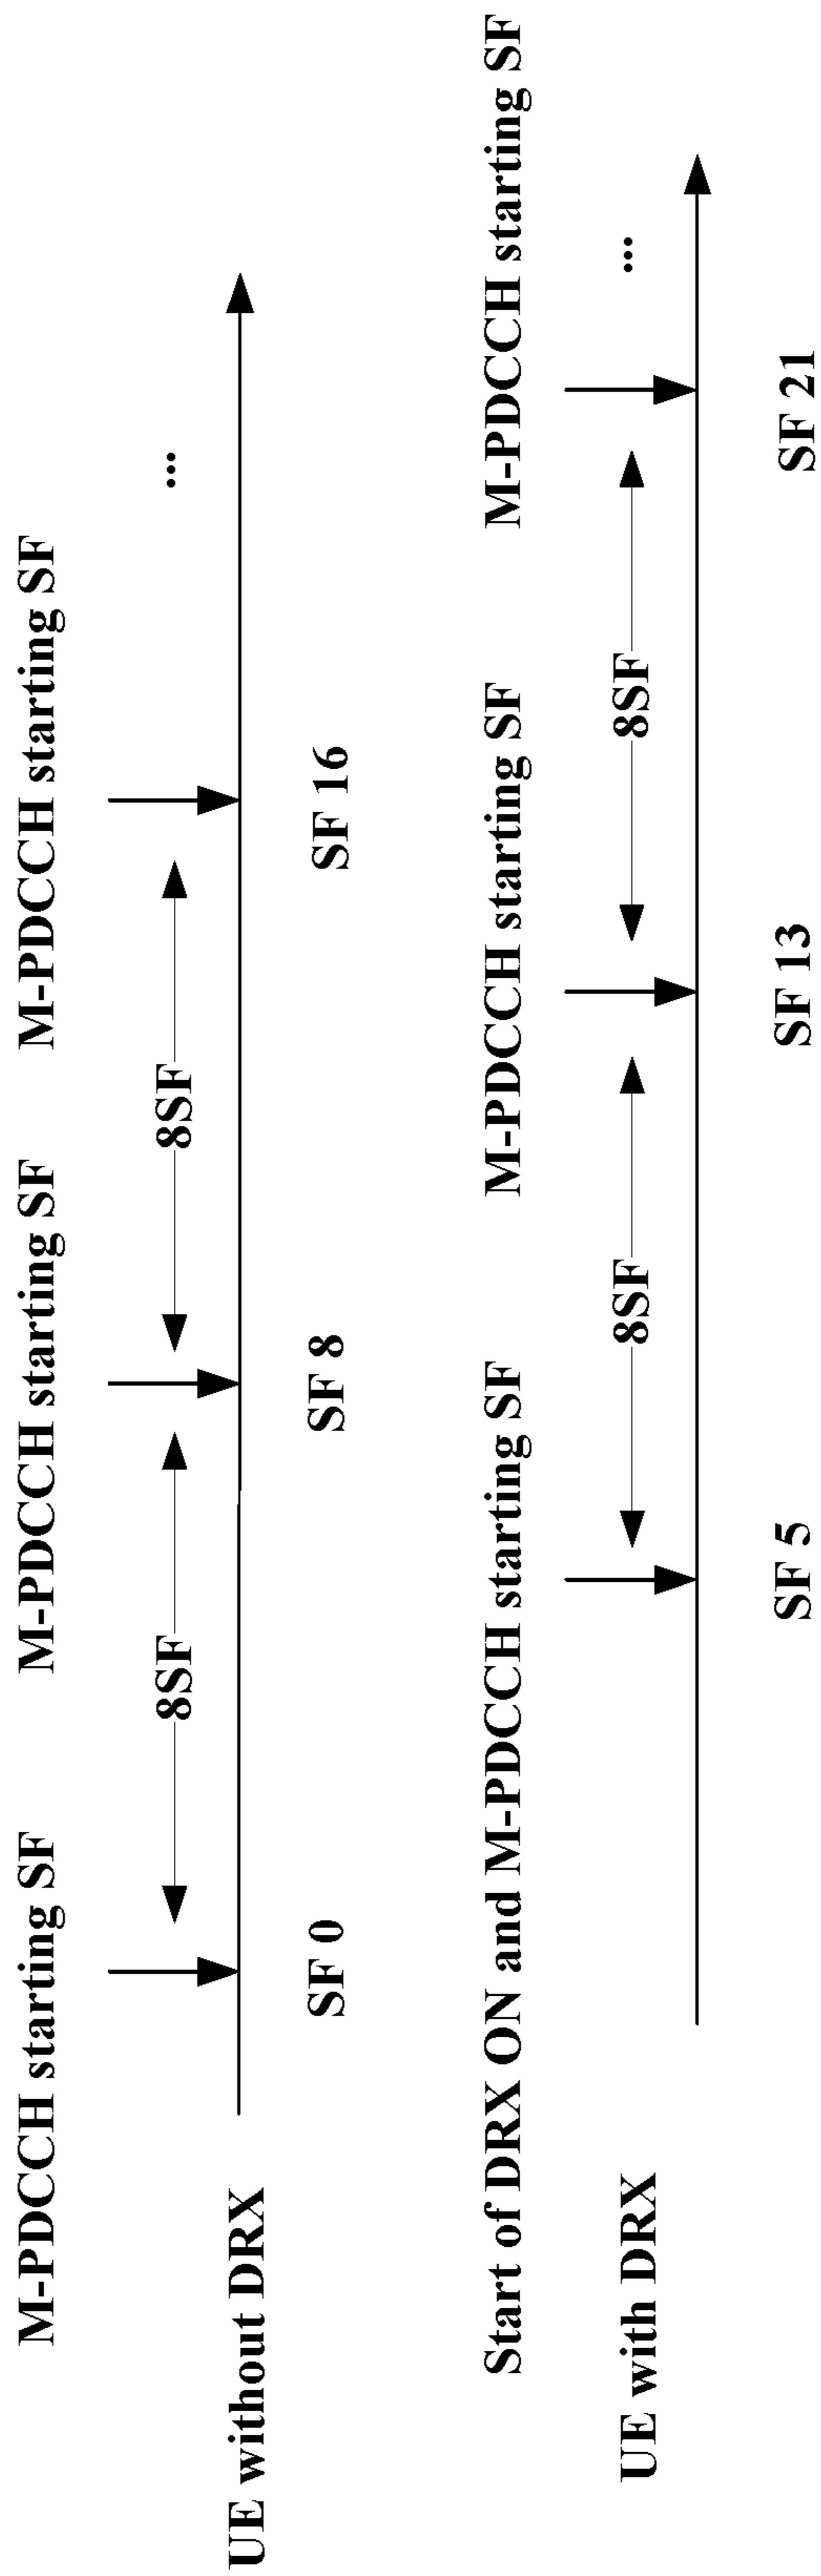 M-PDCCH starting SF
M-PDCCH starting SF
M-PDCCH starting SF
8SF
8SF
...
UE without DRX
SF 0
SF 8
SF 16
Start of DRX ON and M-PDCCH starting SF
M-PDCCH starting SF
M-PDCCH starting SF
8SF
8SF
...
UE with DRX
SF 5
SF 13
SF 21